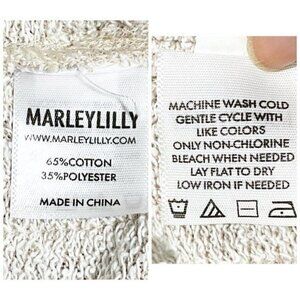 MARLEYLILLY
WWW.MARLEYLILLY.COM
65%COTTON
35%POLYESTER
MADE IN CHINA
MACHINE WASH COLD
GENTLE CYCLE WITH
LIKE COLORS
ONLY NON-CHLORINE
BLEACH WHEN NEEDED
LAY FLAT TO DRY
LOW IRON IF NEEDED